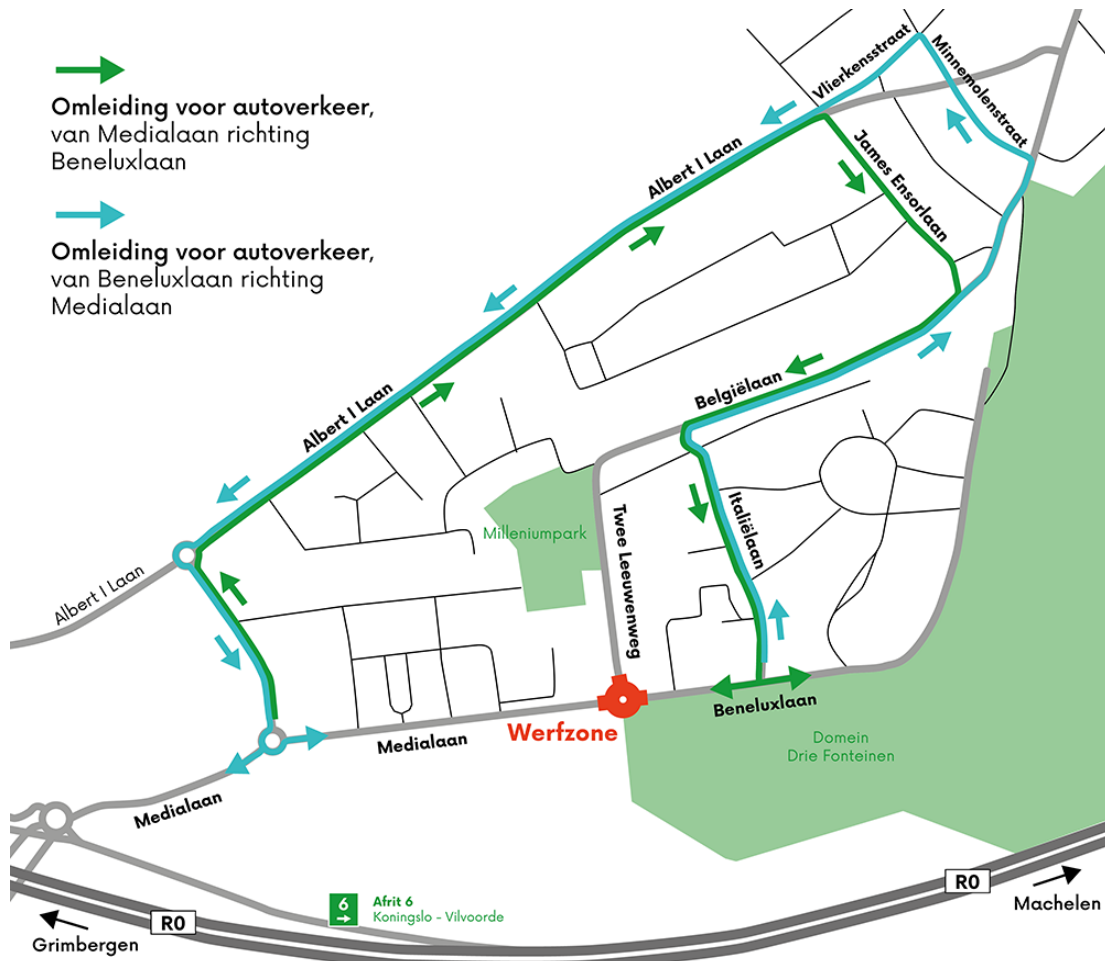 Omleiding voor autoverkeer,
van Medialaan richting
Beneluxlaan
Omleiding voor autoverkeer,
van Beneluxlaan richting
Medialaan
Vlierkensstraat
Minnemolenstraat
Albert I Laan
James Ensorlaan
Albert I Laan
Belgiëlaan
Italiëlaan
Twee Leeuwenweg
Milleniumpark
Albert I Laan
Beneluxlaan
Werfzone
Medialaan
Domein
Drie Fonteinen
Medialaan
6
Afrit 6
Koningslo - Vilvoorde
R0
Machelen
R0
Grimbergen